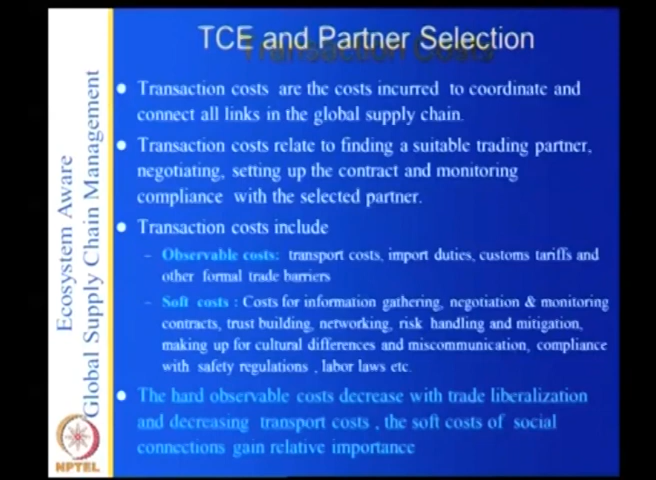 TCE and Partner Selection
Transaction Costs
Transaction costs are the costs incurred to coordinate and
connect all links in the global supply chain.
Transaction costs relate to finding a suitable trading partner,
negotiating, setting up the contract and monitoring
compliance with the selected partner.
Transaction costs include
– Observable costs: transport costs, import duties, customs tariffs and
other formal trade barriers
– Soft costs : Costs for information gathering, negotiation & monitoring
contracts, trust building, networking, risk handling and mitigation,
making up for cultural differences and miscommunication, compliance
with safety regulations , labor laws etc.
The hard observable costs decrease with trade liberalization
and decreasing transport costs , the soft costs of social
connections gain relative importance
Ecosystem Aware
Global Supply Chain Management
NPTEL